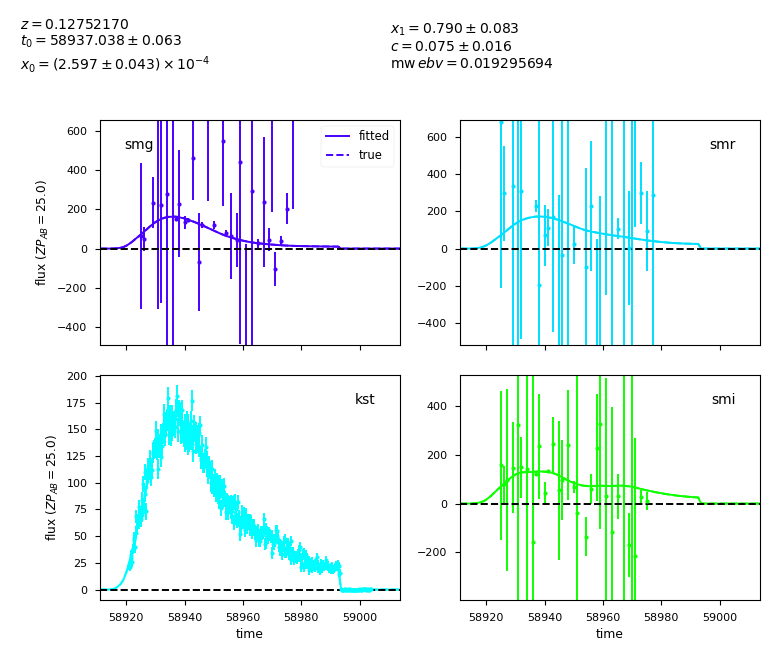 z = 0.12752170
t₀ = 58937.038 ± 0.063
x₀ = (2.597 ± 0.043) × 10⁻⁴
x₁ = 0.790 ± 0.083
c = 0.075 ± 0.016
mw ebv = 0.019295694
600
400
200
0
−200
−400
flux (ZP_AB = 25.0)
smg
fitted
true
600
400
200
0
−200
−400
smr
200
175
150
125
100
75
50
25
0
flux (ZP_AB = 25.0)
kst
58920 58940 58960 58980 59000
time
400
200
0
−200
smi
58920 58940 58960 58980 59000
time